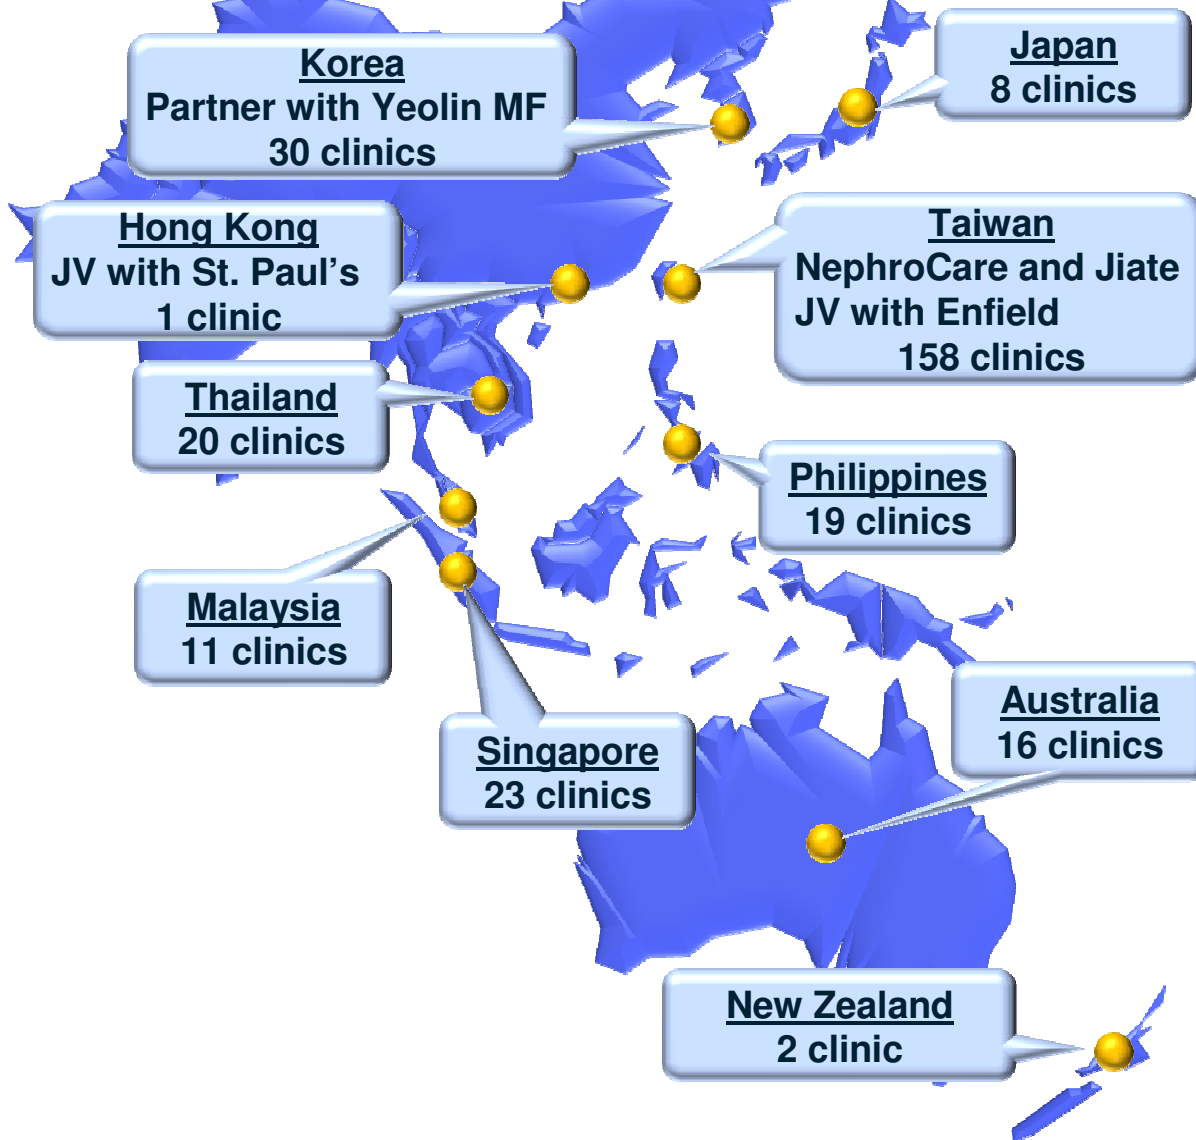 Korea
Partner with Yeolin MF
30 clinics
Japan
8 clinics
Hong Kong
JV with St. Paul’s
1 clinic
Taiwan
NephroCare and Jiate
JV with Enfield
158 clinics
Thailand
20 clinics
Philippines
19 clinics
Malaysia
11 clinics
Singapore
23 clinics
Australia
16 clinics
New Zealand
2 clinic